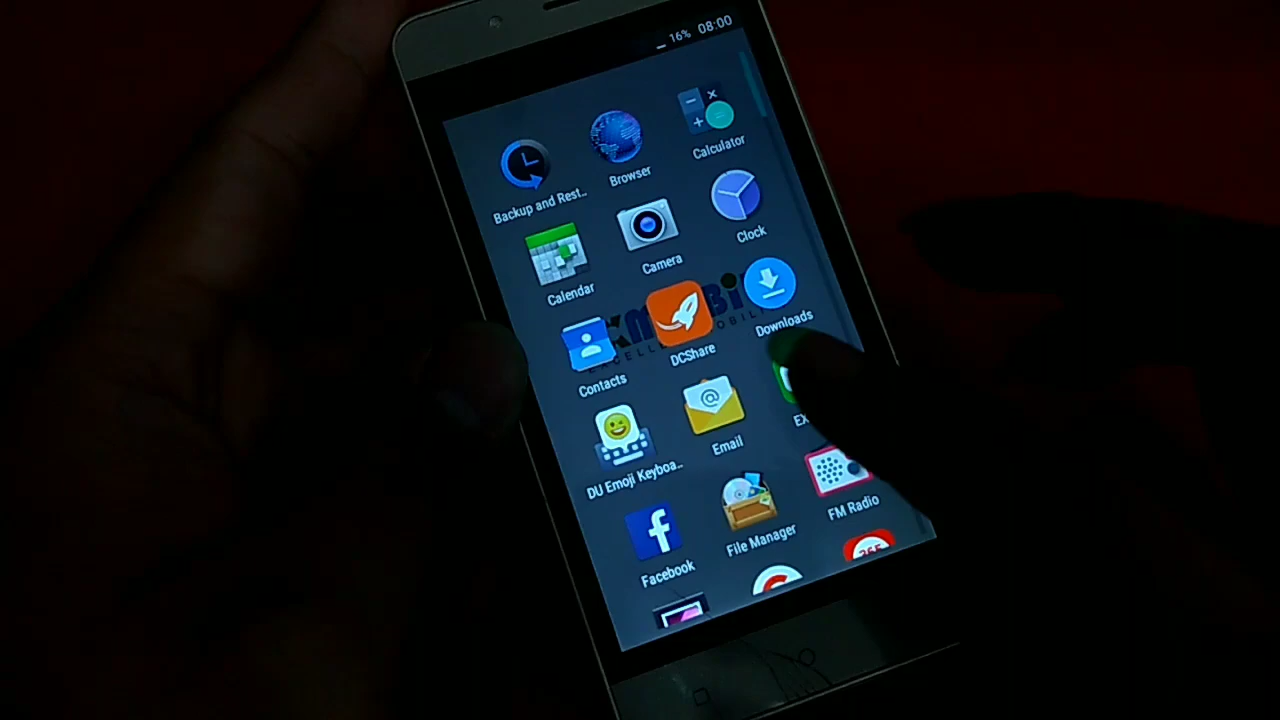 16% 08:00
Backup and Rest..
Browser
Calculator
Calendar
Camera
Clock
Contacts
DCShare
Downloads
DU Emoji Keyboa..
Email
EX
Facebook
File Manager
FM Radio